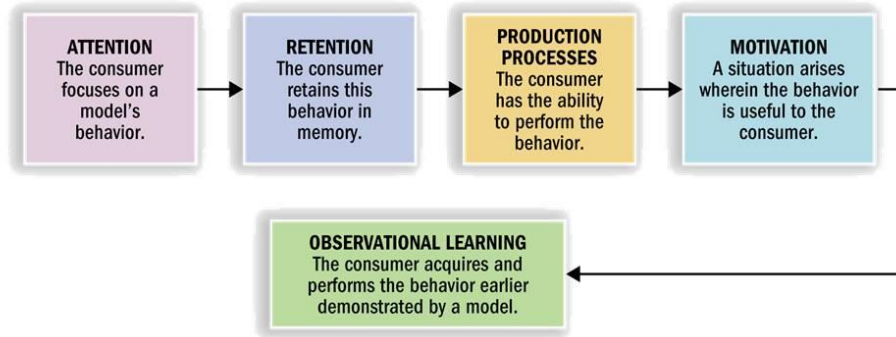 ATTENTION
The consumer
focuses on a
model's
behavior.
RETENTION
The consumer
retains this
behavior in
memory.
PRODUCTION
PROCESSES
The consumer
has the ability
to perform the
behavior.
MOTIVATION
A situation arises
wherein the behavior
is useful to the
consumer.
OBSERVATIONAL LEARNING
The consumer acquires and
performs the behavior earlier
demonstrated by a model.